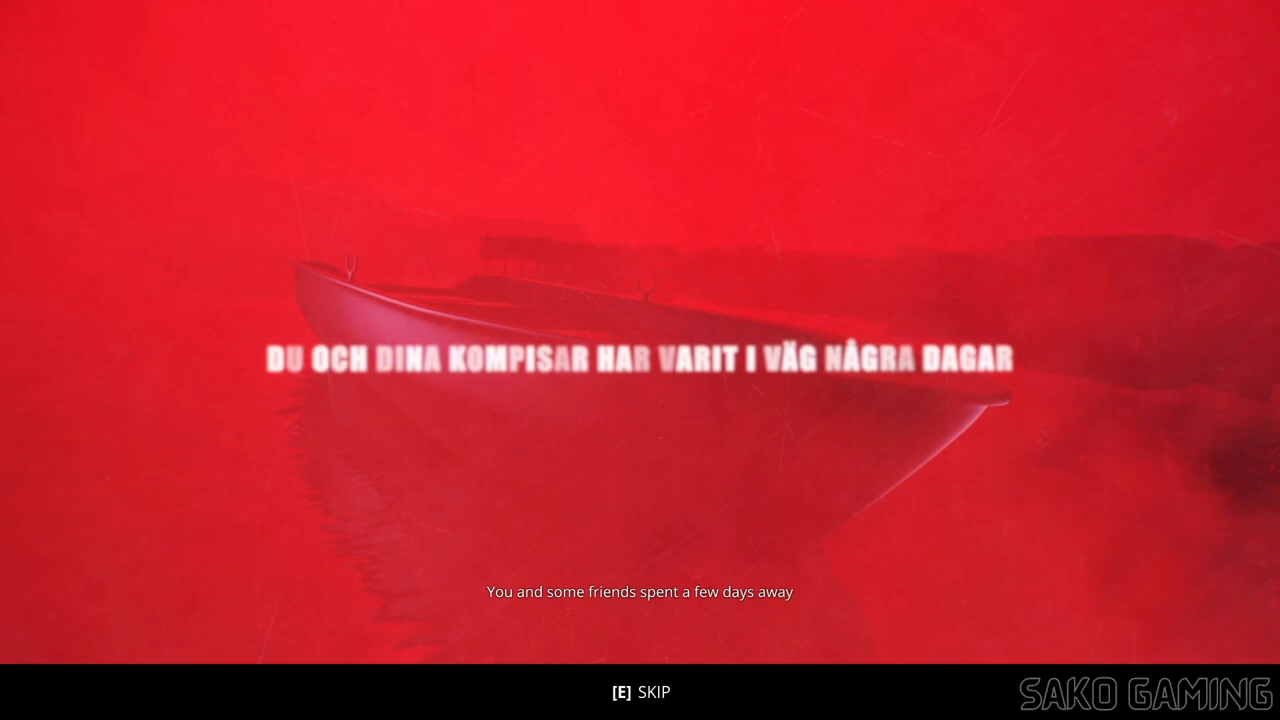 DU OCH DINA KOMPISAR HAR VARIT I VÄG NÅGRA DAGAR
You and some friends spent a few days away
[E] SKIP
SAKO GAMING